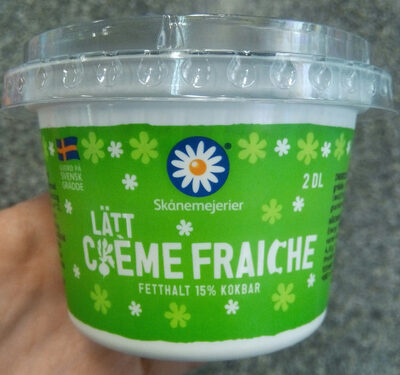 GJORD PÅ
SVENSK
GRÄDDE
®
Skånemejerier
2 DL
LÄTT
CRÈME FRAICHE
FETTHALT 15% KOKBAR